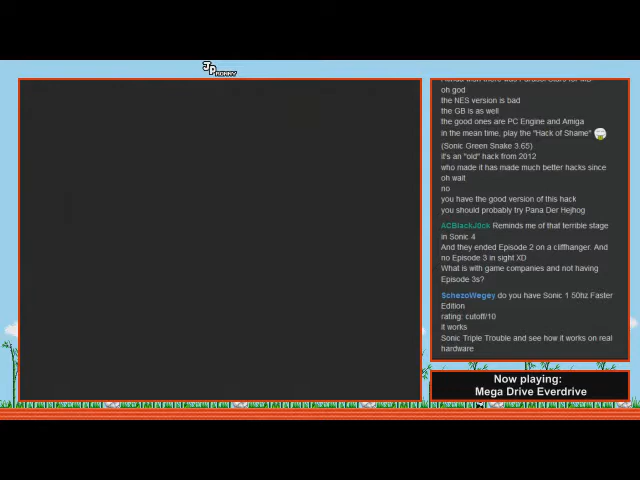 JP
RONNY
oh god
the NES version is bad
the GB is as well
the good ones are PC Engine and Amiga
in the mean time, play the "Hack of Shame"
(Sonic Green Snake 3.65)
it's an "old" hack from 2012
who made it has made much better hacks since
oh wait
no
you have the good version of this hack
you should probably try Pana Der Hejhog
ACBlackJ0ck Reminds me of that terrible stage
in Sonic 4
And they ended Episode 2 on a cliffhanger. And
no Episode 3 in sight XD
What is with game companies and not having
Episode 3s?
SchezoWegey do you have Sonic 1 50hz Faster
Edition
rating: cutoff/10
it works
Sonic Triple Trouble and see how it works on real
hardware
Now playing:
Mega Drive Everdrive